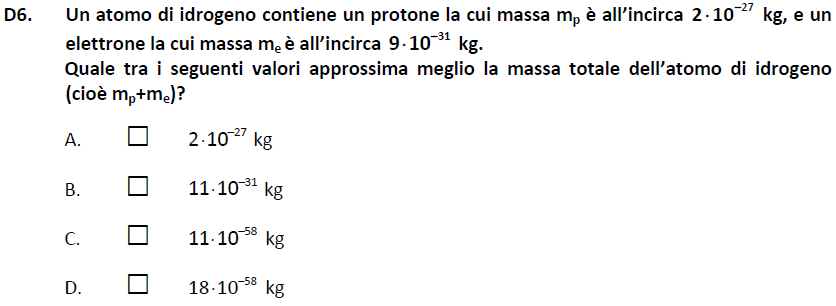 D6. Un atomo di idrogeno contiene un protone la cui massa mₚ è all'incirca 2·10⁻²⁷ kg, e un
elettrone la cui massa mₑ è all'incirca 9·10⁻³¹ kg.
Quale tra i seguenti valori approssima meglio la massa totale dell'atomo di idrogeno
(cioè mₚ+mₑ)?
A. □ 2·10⁻²⁷ kg
B. □ 11·10⁻³¹ kg
C. □ 11·10⁻⁵⁸ kg
D. □ 18·10⁻⁵⁸ kg